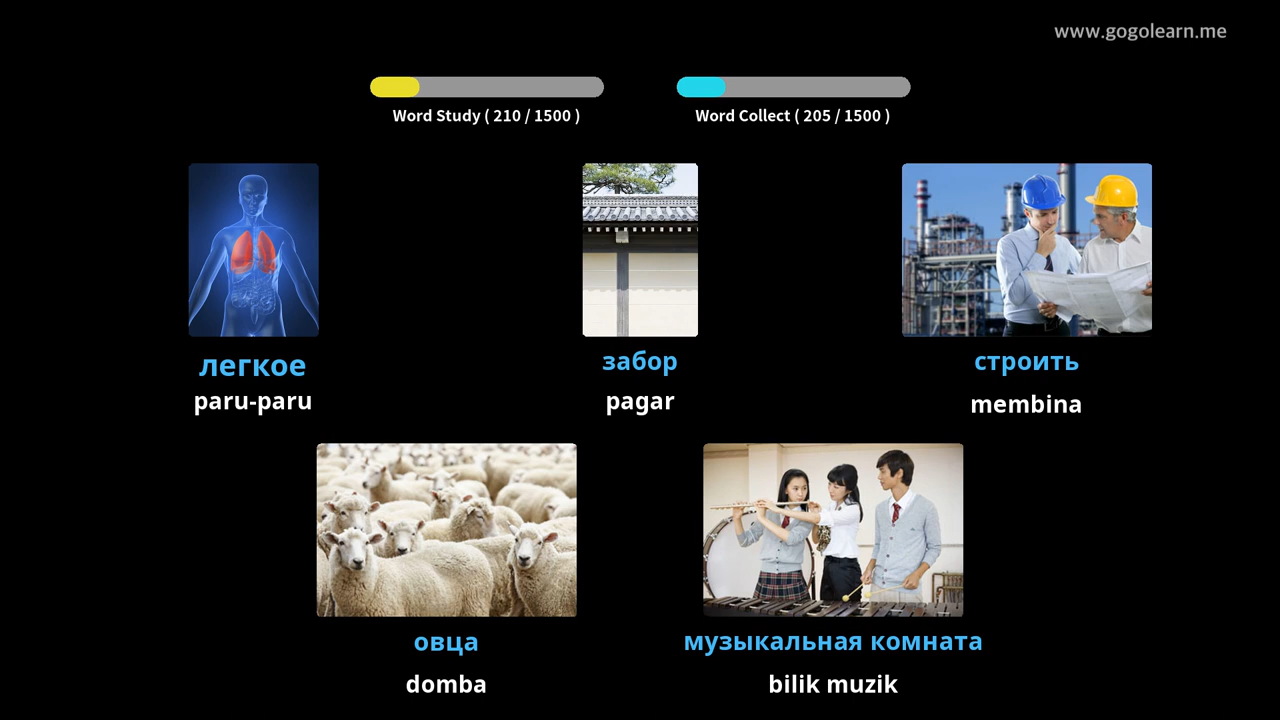 www.gogolearn.me
Word Study ( 210 / 1500 )
Word Collect ( 205 / 1500 )
легкое
paru-paru
забор
pagar
строить
membina
овца
domba
музыкальная комната
bilik muzik